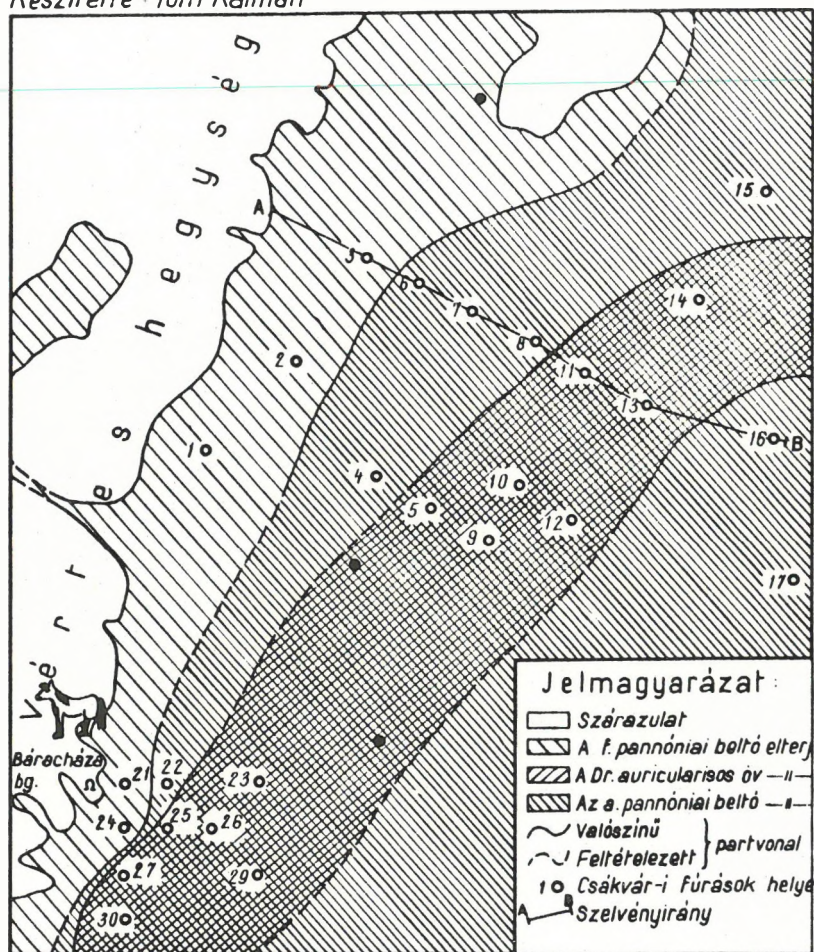 Vértes hegység
A
3
6
7
8
11
13
16
B
15
14
2
1
4
5
10
9
12
17
Báracháza
bg.
21
22
23
24
25
26
27
29
30
Jelmagyarázat:
Szárazulat
A f. pannóniai beltó elterj
A Dr. auricularisos öv —"—
Az a. pannóniai beltó —"—
Valószínű
Feltételezett
partvonal
1 Csákvár-i fúrások helye
A B Szelvényirány